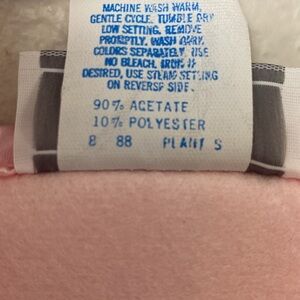 MACHINE WASH WARM,
GENTLE CYCLE. TUMBLE DRY
LOW SETTING. REMOVE
PROMPTLY. WASH DARK
COLORS SEPARATELY. USE
NO BLEACH. IRON IF
DESIRED, USE STEAM SETTING
ON REVERSE SIDE.
90% ACETATE
10% POLYESTER
8 88 PLANT S